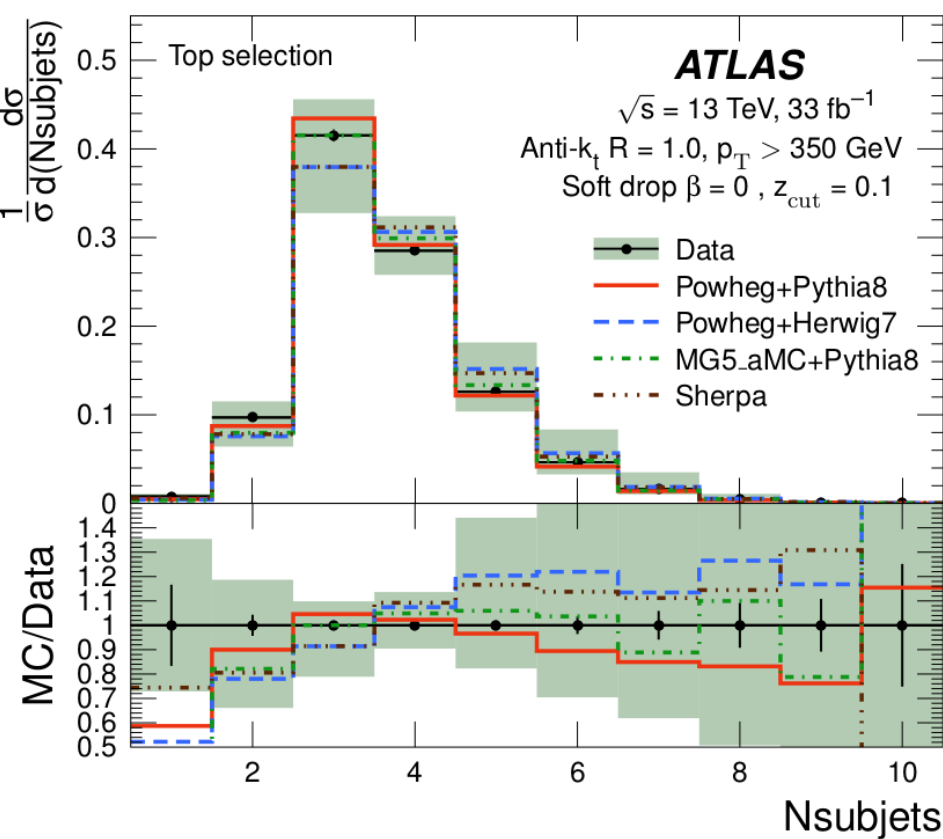 Top selection
ATLAS
√s = 13 TeV, 33 fb⁻¹
Anti-kₜ R = 1.0, p_T > 350 GeV
Soft drop β = 0 , z_cut = 0.1
Data
Powheg+Pythia8
Powheg+Herwig7
MG5_aMC+Pythia8
Sherpa
1/σ dσ/d(Nsubjets)
0.5
0.4
0.3
0.2
0.1
0
MC/Data
1.4
1.3
1.2
1.1
1
0.9
0.8
0.7
0.6
0.5
2 4 6 8 10
Nsubjets